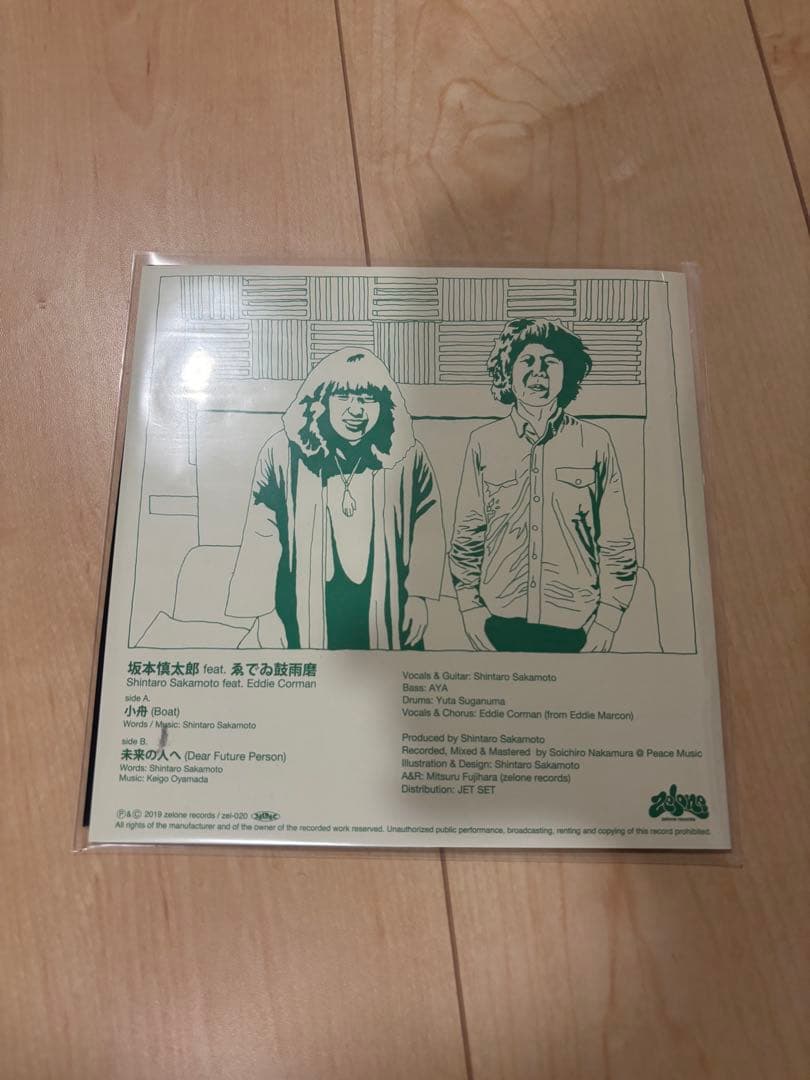 坂本慎太郎 feat. ゑでゐ鼓雨磨
Shintaro Sakamoto feat. Eddie Corman
side A.
小舟 (Boat)
Words / Music: Shintaro Sakamoto
side B.
未来の人へ (Dear Future Person)
Words: Shintaro Sakamoto
Music: Keigo Oyamada
Vocals & Guitar: Shintaro Sakamoto
Bass: AYA
Drums: Yuta Suganuma
Vocals & Chorus: Eddie Corman (from Eddie Marcon)
Produced by Shintaro Sakamoto
Recorded, Mixed & Mastered by Soichiro Nakamura @ Peace Music
Illustration & Design: Shintaro Sakamoto
A&R: Mitsuru Fujihara (zelone records)
Distribution: JET SET
zelone
zelone records
Ⓟ&© 2019 zelone records / zel-020
All rights of the manufacturer and of the owner of the recorded work reserved. Unauthorized public performance, broadcasting, renting and copying of this record prohibited.